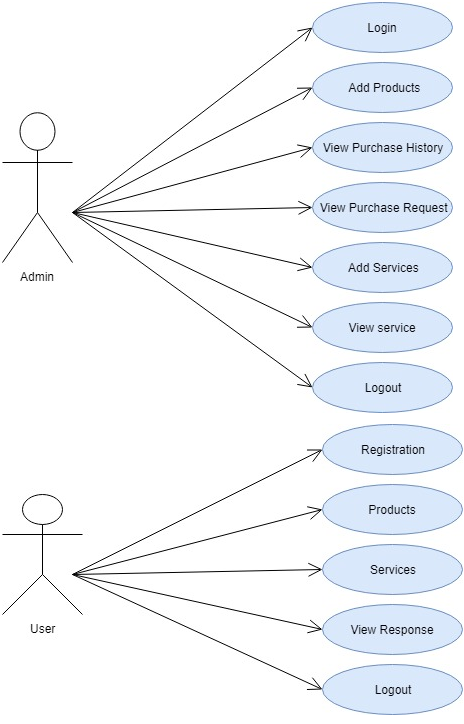 Login
Add Products
View Purchase History
View Purchase Request
Add Services
View service
Logout
Admin
Registration
Products
Services
View Response
Logout
User